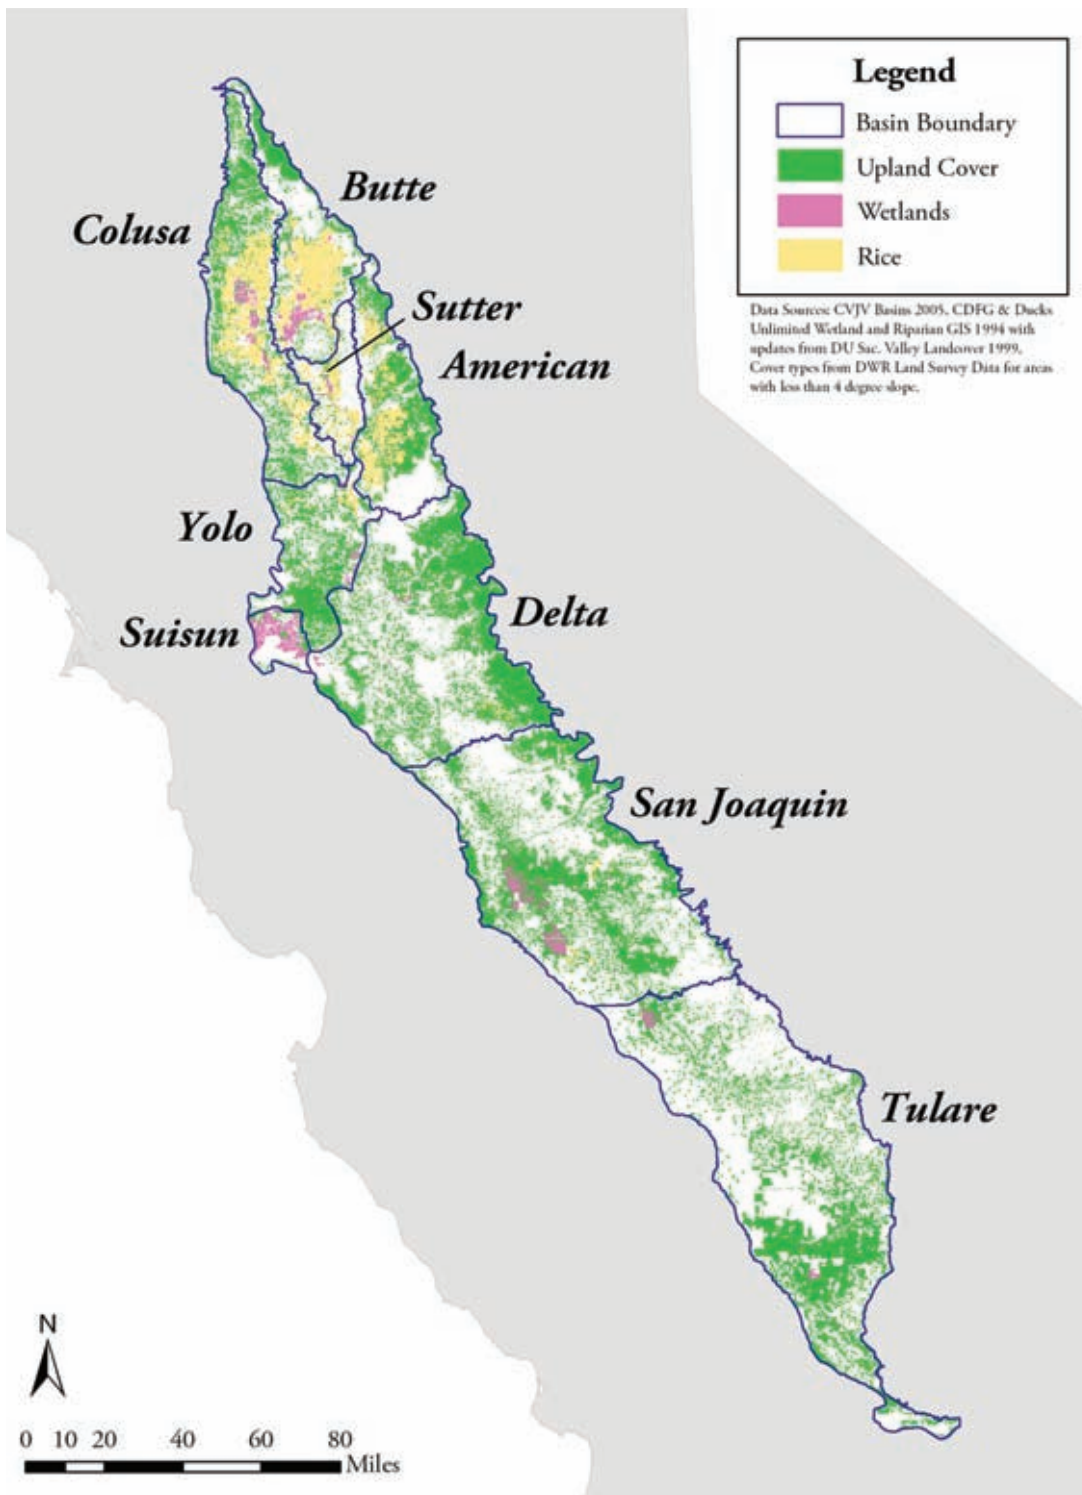 Legend
Basin Boundary
Upland Cover
Wetlands
Rice
Data Sources: CVJV Basins 2005, CDFG & Ducks
Unlimited Wetland and Riparian GIS 1994 with
updates from DU Sac. Valley Landcover 1999,
Cover types from DWR Land Survey Data for areas
with less than 4 degree slope.
Butte
Colusa
Sutter
American
Yolo
Delta
Suisun
San Joaquin
Tulare
N
0 10 20 40 60 80
Miles